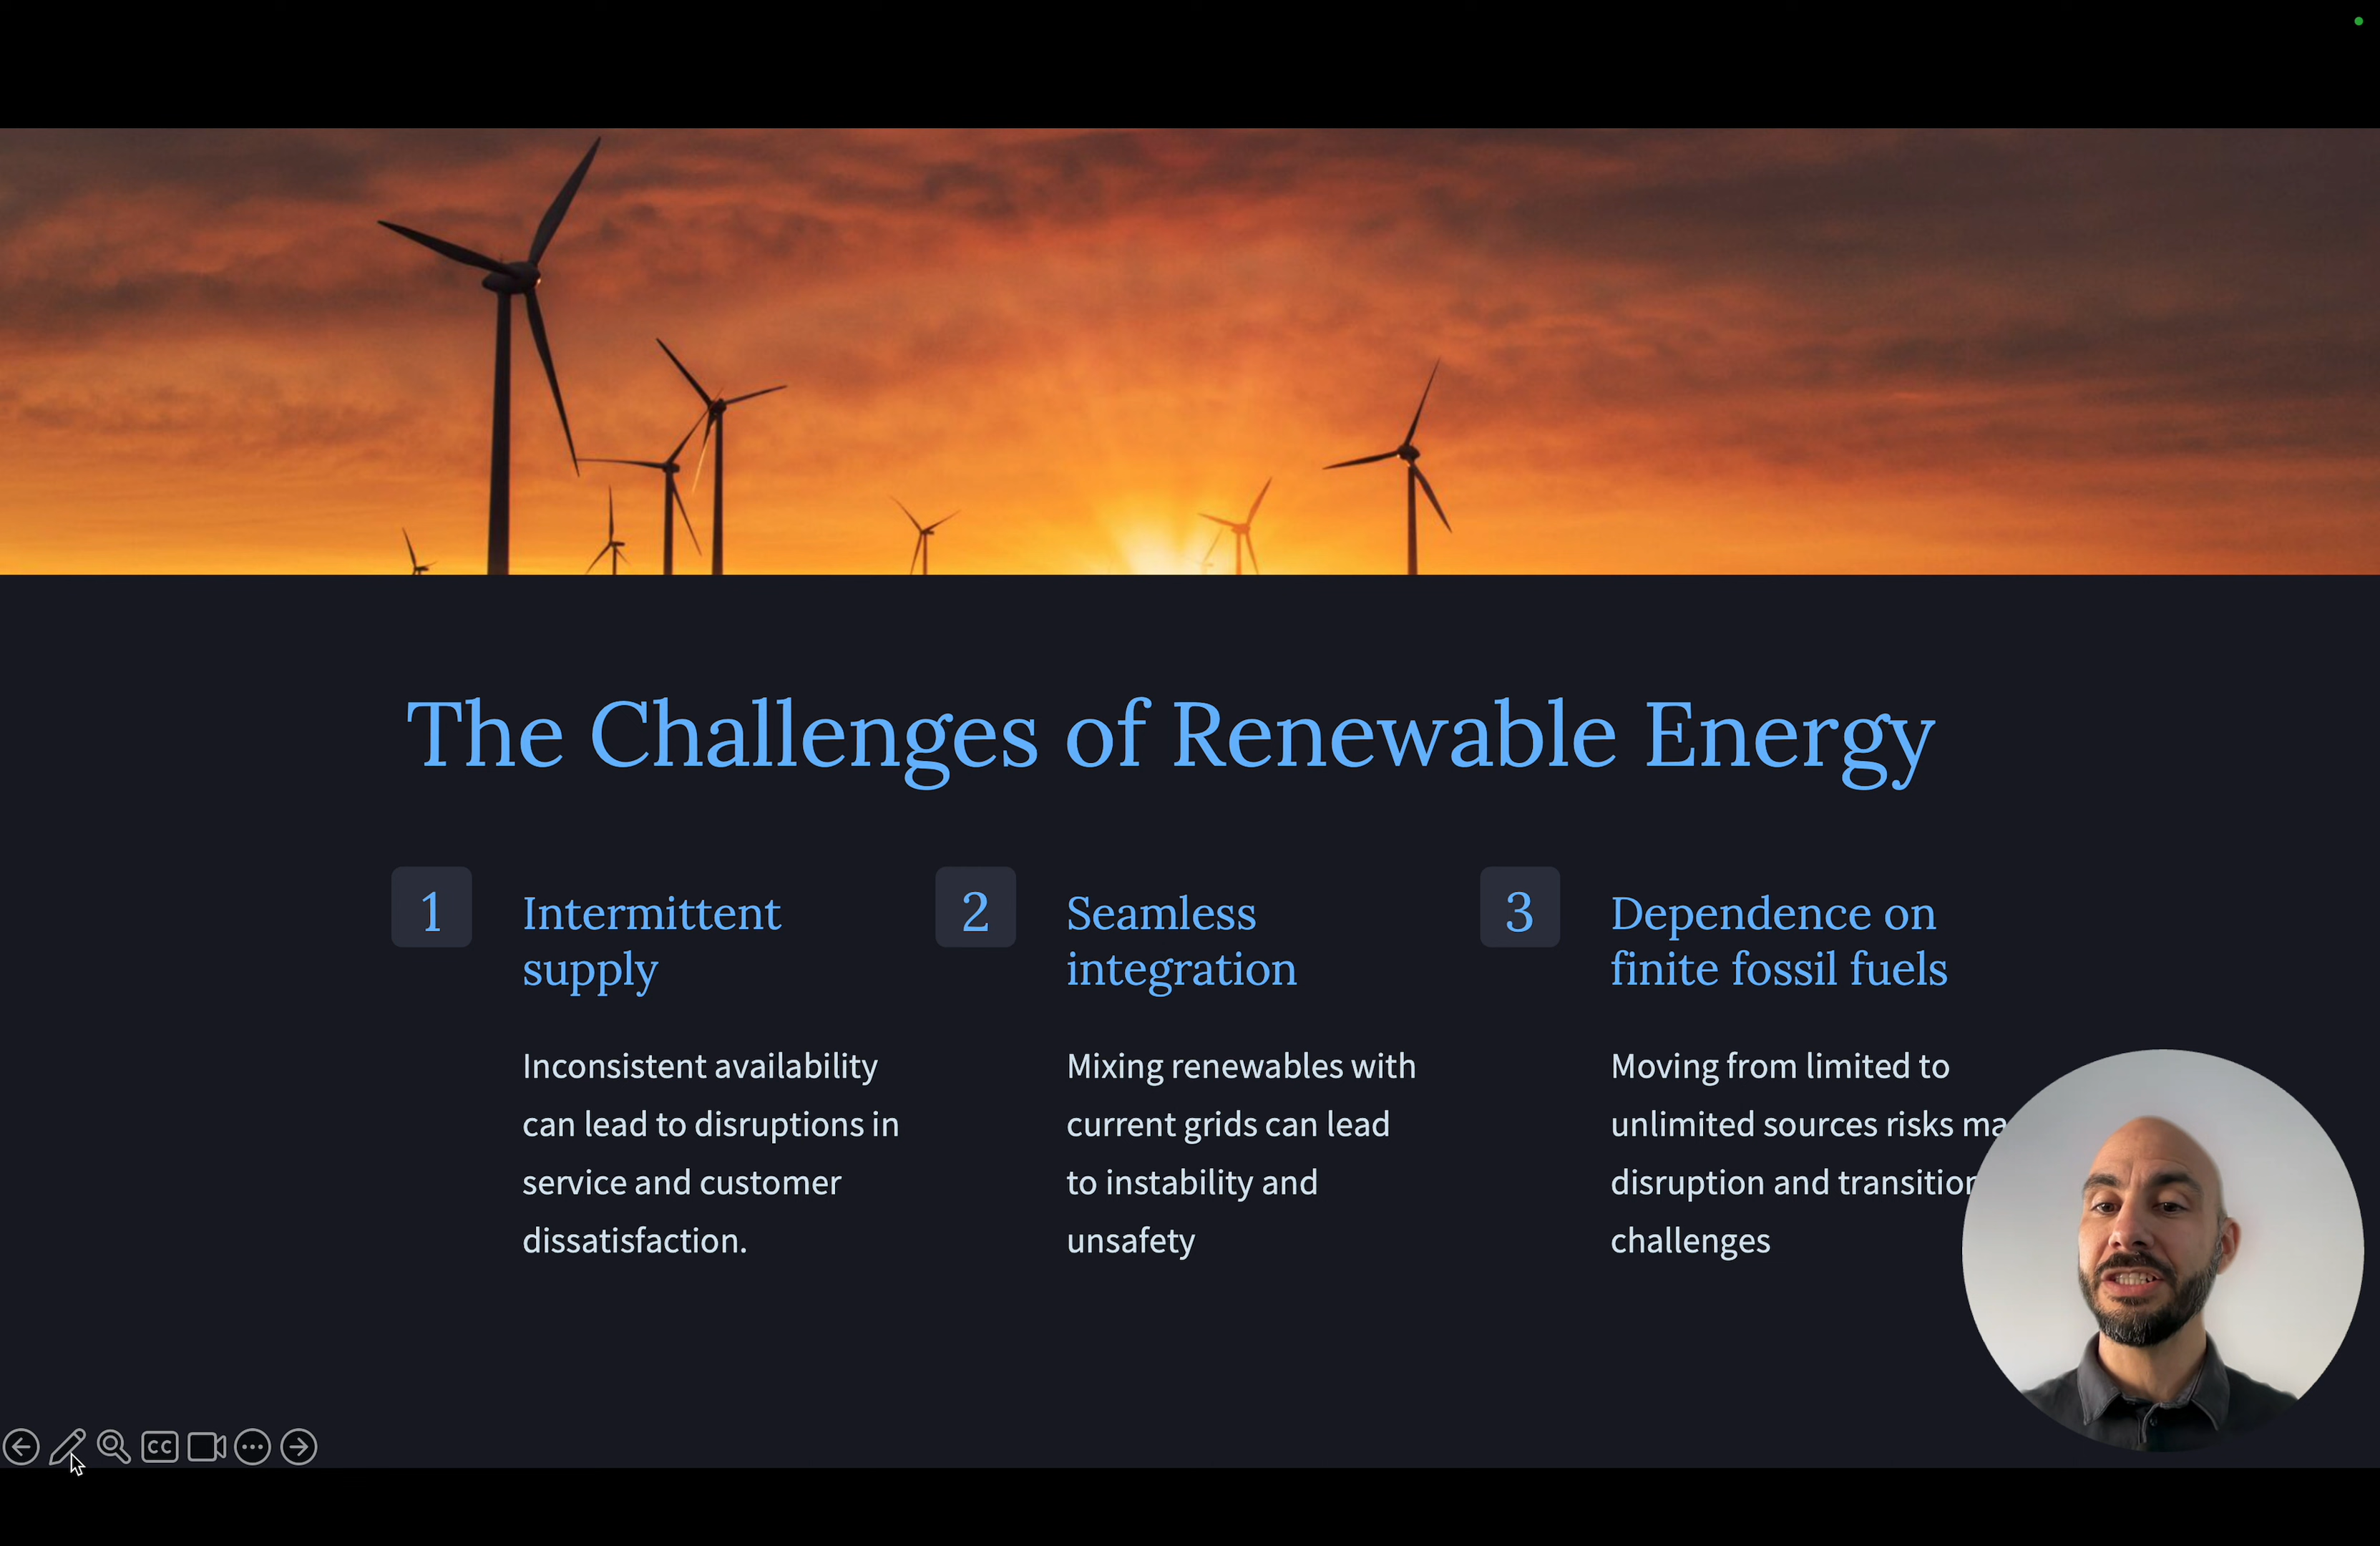 The Challenges of Renewable Energy
1
Intermittent
supply
Inconsistent availability
can lead to disruptions in
service and customer
dissatisfaction.
2
Seamless
integration
Mixing renewables with
current grids can lead
to instability and
unsafety
3
Dependence on
finite fossil fuels
Moving from limited to
unlimited sources risks
disruption and
challenges
CC